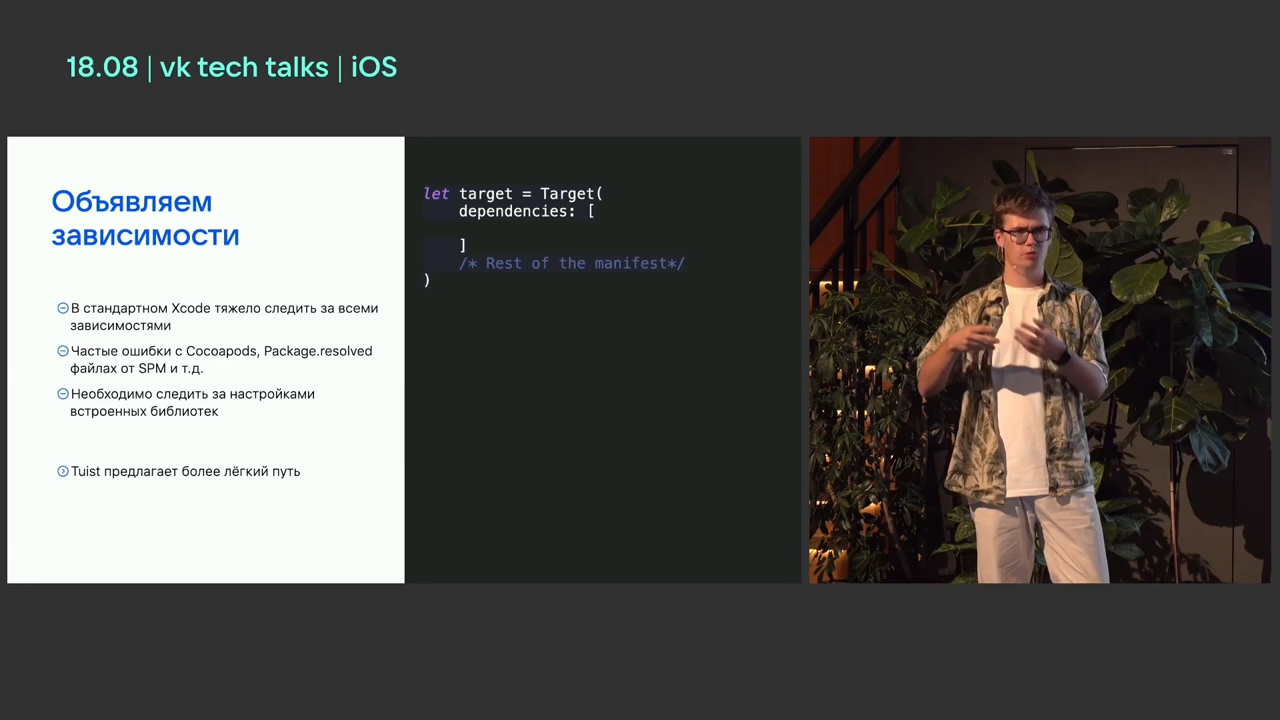 18.08 | vk tech talks | iOS
Объявляем
зависимости
В стандартном Xcode тяжело следить за всеми
зависимостями
Частые ошибки с Cocoapods, Package.resolved
файлах от SPM и т.д.
Необходимо следить за настройками
встроенных библиотек
Tuist предлагает более лёгкий путь
let target = Target(
dependencies: [
]
/* Rest of the manifest*/
)